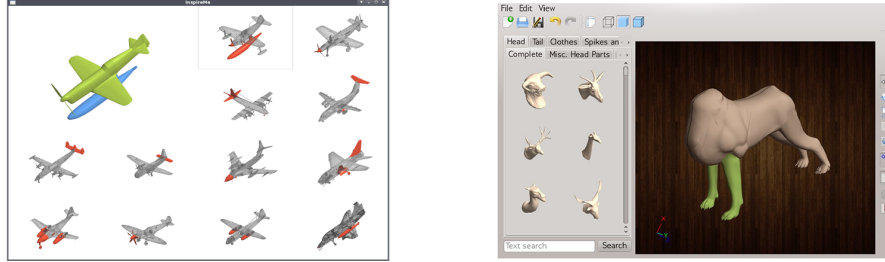 InspireMe
File Edit View
Head Tail Clothes Spikes an
Complete Misc. Head Parts
Text search Search
X
Y